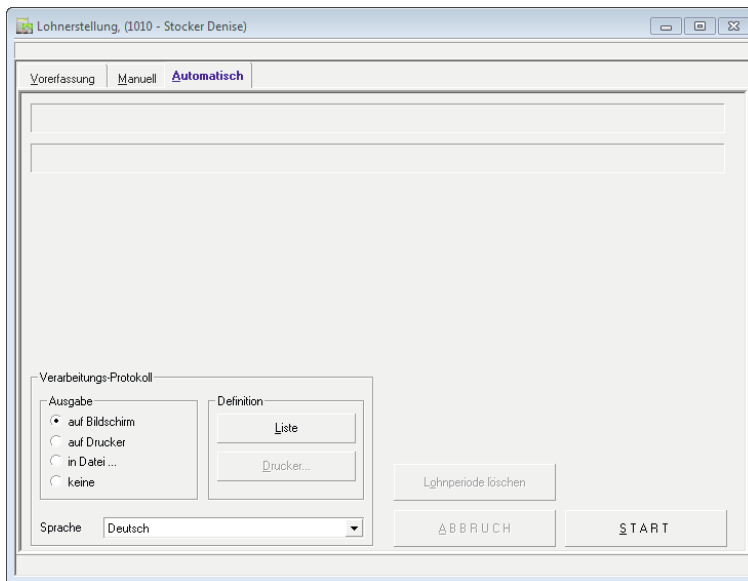 Lohnerstellung, (1010 - Stocker Denise)
Vorerfassung Manuell Automatisch
Verarbeitungs-Protokoll
Ausgabe
auf Bildschirm
auf Drucker
in Datei ...
keine
Definition
Liste
Drucker...
Sprache Deutsch
Lohnperiode löschen
ABBRUCH START